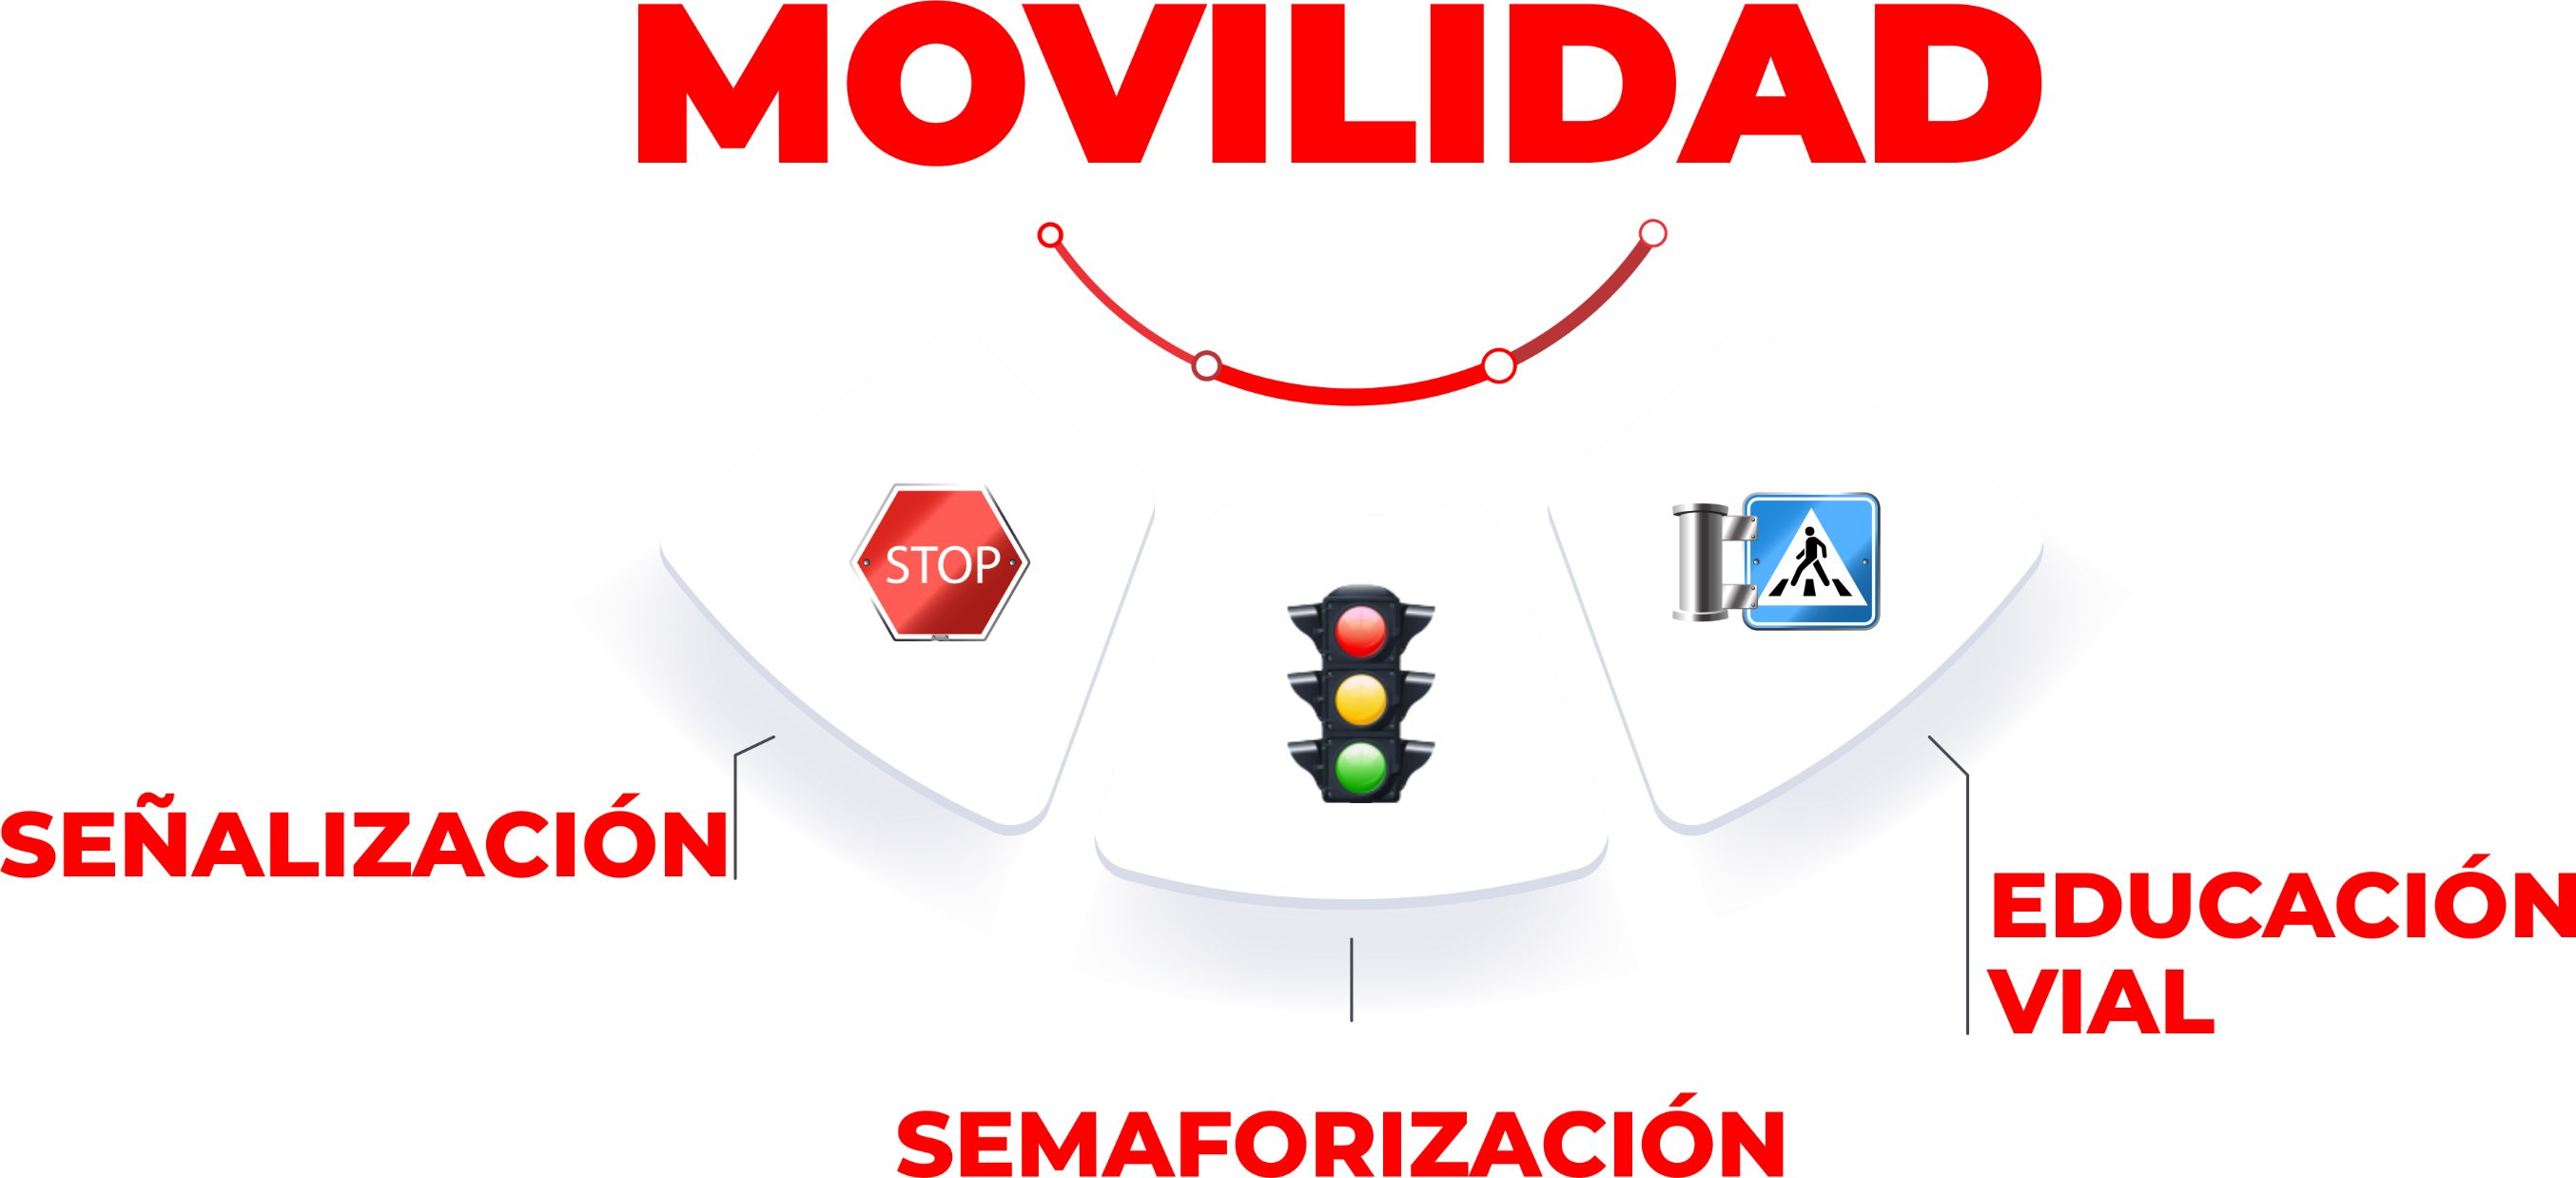 MOVILIDAD
STOP
SEÑALIZACIÓN
EDUCACIÓN
VIAL
SEMAFORIZACIÓN